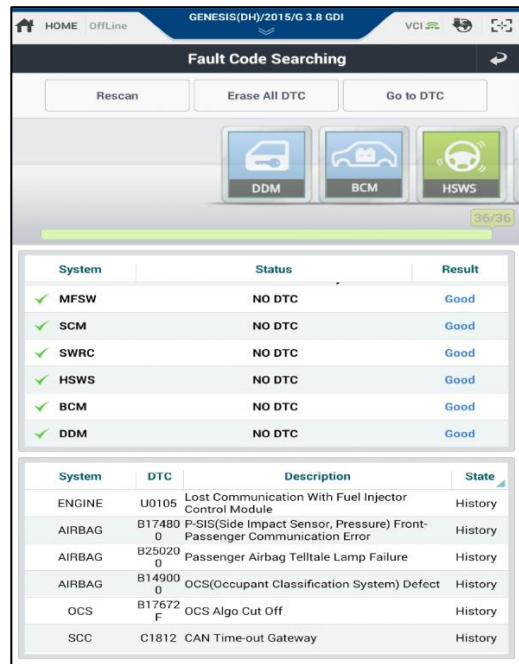 GENESIS(DH)/2015/G 3.8 GDI
HOME OffLine VCI
Fault Code Searching
Rescan Erase All DTC Go to DTC
DDM BCM HSWS
36/36
System Status Result
MFSW NO DTC Good
SCM NO DTC Good
SWRC NO DTC Good
HSWS NO DTC Good
BCM NO DTC Good
DDM NO DTC Good
System DTC Description State
ENGINE U0105 Lost Communication With Fuel Injector
Control Module History
AIRBAG B17480 P-SIS(Side Impact Sensor, Pressure) Front-
0 Passenger Communication Error History
AIRBAG B25020
0 Passenger Airbag Telltale Lamp Failure History
AIRBAG B14900
0 OCS(Occupant Classification System) Defect History
OCS B17672
F OCS Algo Cut Off History
SCC C1812 CAN Time-out Gateway History